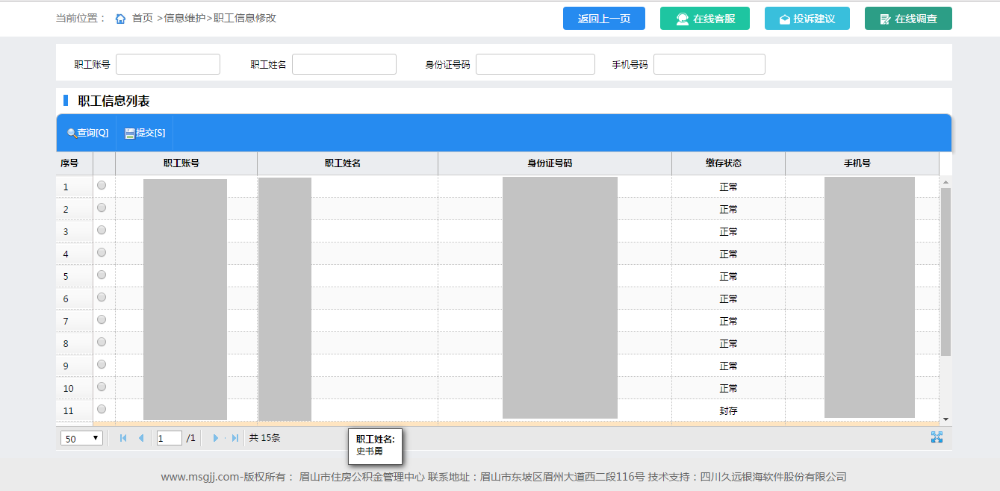 当前位置： 首页 >信息维护>职工信息修改 返回上一页 在线客服 投诉建议 在线调查
职工账号 职工姓名 身份证号码 手机号码
职工信息列表
查询[Q] 提交[S]
序号 职工账号 职工姓名 身份证号码 缴存状态 手机号
1 正常
2 正常
3 正常
4 正常
5 正常
6 正常
7 正常
8 正常
9 正常
10 正常
11 封存
50 1 /1 共 15条
职工姓名:
史书勇
www.msgjj.com-版权所有： 眉山市住房公积金管理中心 联系地址：眉山市东坡区眉州大道西二段116号 技术支持：四川久远银海软件股份有限公司